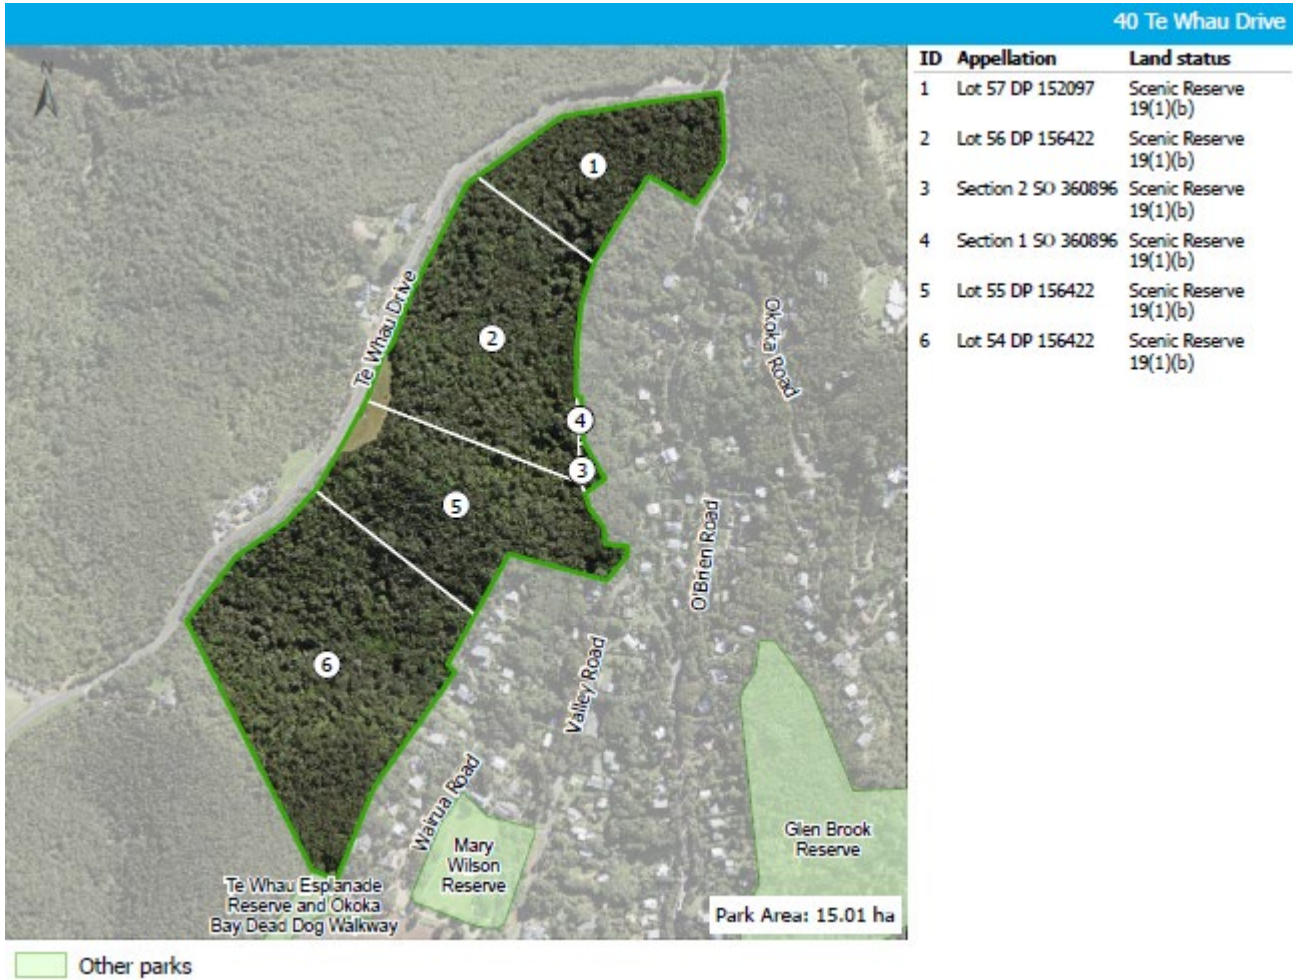 40 Te Whau Drive
N
ID Appellation Land status
1 Lot 57 DP 152097 Scenic Reserve
19(1)(b)
2 Lot 56 DP 156422 Scenic Reserve
19(1)(b)
3 Section 2 SO 360896 Scenic Reserve
19(1)(b)
4 Section 1 SO 360896 Scenic Reserve
19(1)(b)
5 Lot 55 DP 156422 Scenic Reserve
19(1)(b)
6 Lot 54 DP 156422 Scenic Reserve
19(1)(b)
1
2
Te Whau Drive
Okoka Road
4
3
5
O'Brien Road
6
Valley Road
Wairua Road
Mary
Wilson
Reserve
Glen Brook
Reserve
Te Whau Esplanade
Reserve and Okoka
Bay Dead Dog Walkway
Park Area: 15.01 ha
Other parks